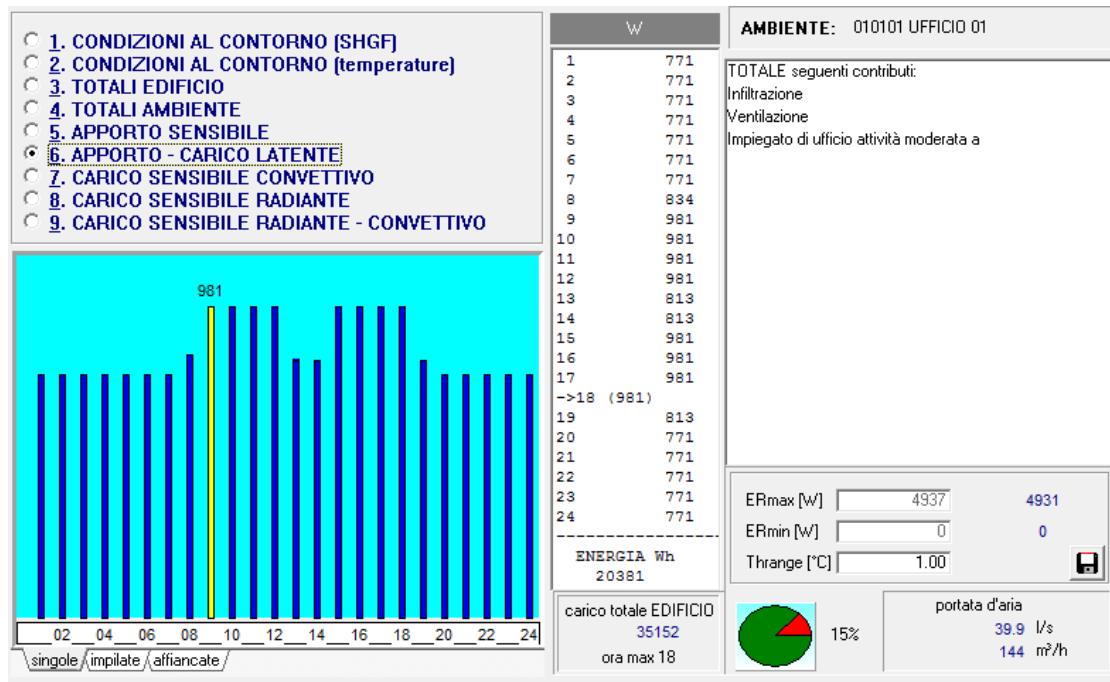 1. CONDIZIONI AL CONTORNO (SHGF)
2. CONDIZIONI AL CONTORNO (temperature)
3. TOTALI EDIFICIO
4. TOTALI AMBIENTE
5. APPORTO SENSIBILE
6. APPORTO - CARICO LATENTE
7. CARICO SENSIBILE CONVETTIVO
8. CARICO SENSIBILE RADIANTE
9. CARICO SENSIBILE RADIANTE - CONVETTIVO
981
02 04 06 08 10 12 14 16 18 20 22 24
singole impilate affiancate
W
1 771
2 771
3 771
4 771
5 771
6 771
7 771
8 834
9 981
10 981
11 981
12 981
13 813
14 813
15 981
16 981
17 981
->18 (981)
19 813
20 771
21 771
22 771
23 771
24 771
------------------
ENERGIA Wh
20381
carico totale EDIFICIO
35152
ora max 18
AMBIENTE: 010101 UFFICIO 01
TOTALE seguenti contributi:
Infiltrazione
Ventilazione
Impiegato di ufficio attività moderata a
ERmax [W] 4937 4931
ERmin [W] 0 0
Thrange [°C] 1.00
15%
portata d'aria
39.9 l/s
144 m³/h